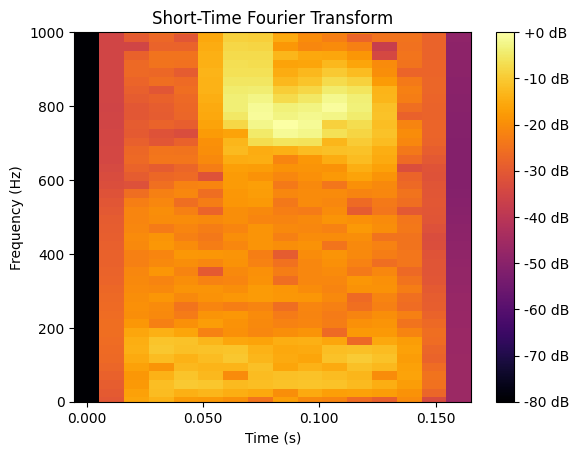 Short-Time Fourier Transform
Frequency (Hz)
1000
800
600
400
200
0
0.000
0.050
0.100
0.150
Time (s)
+0 dB
-10 dB
-20 dB
-30 dB
-40 dB
-50 dB
-60 dB
-70 dB
-80 dB